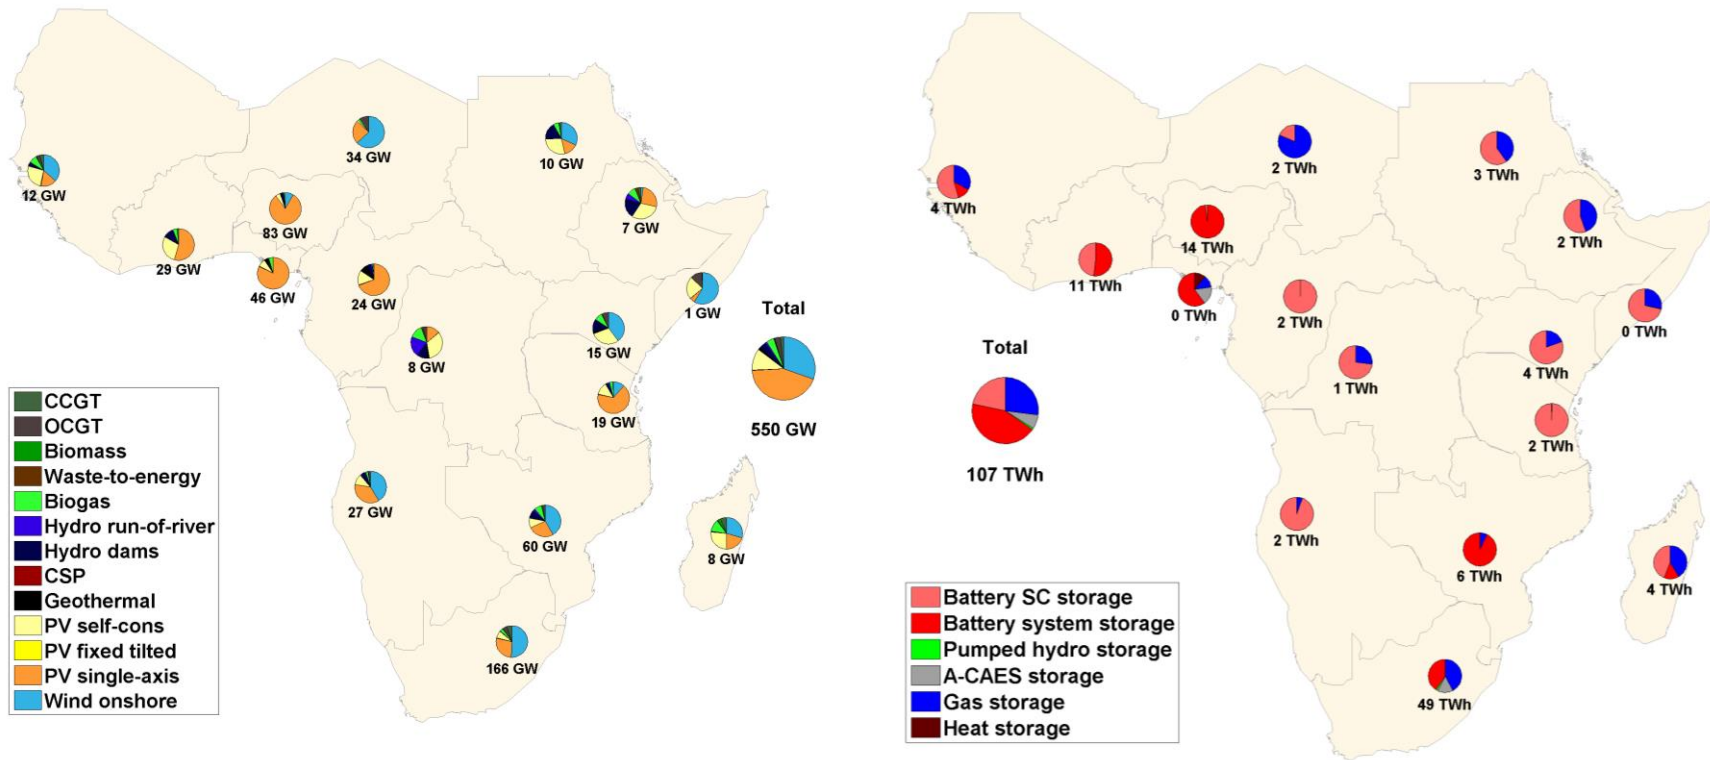 34 GW
10 GW
12 GW
83 GW
7 GW
29 GW
46 GW
24 GW
1 GW
Total
15 GW
8 GW
19 GW
550 GW
CCGT
OCGT
Biomass
Waste-to-energy
Biogas
Hydro run-of-river
Hydro dams
CSP
Geothermal
PV self-cons
PV fixed tilted
PV single-axis
Wind onshore
27 GW
60 GW
8 GW
166 GW
2 TWh
3 TWh
4 TWh
14 TWh
2 TWh
11 TWh
0 TWh
2 TWh
0 TWh
Total
1 TWh
4 TWh
2 TWh
107 TWh
2 TWh
6 TWh
4 TWh
49 TWh
Battery SC storage
Battery system storage
Pumped hydro storage
A-CAES storage
Gas storage
Heat storage